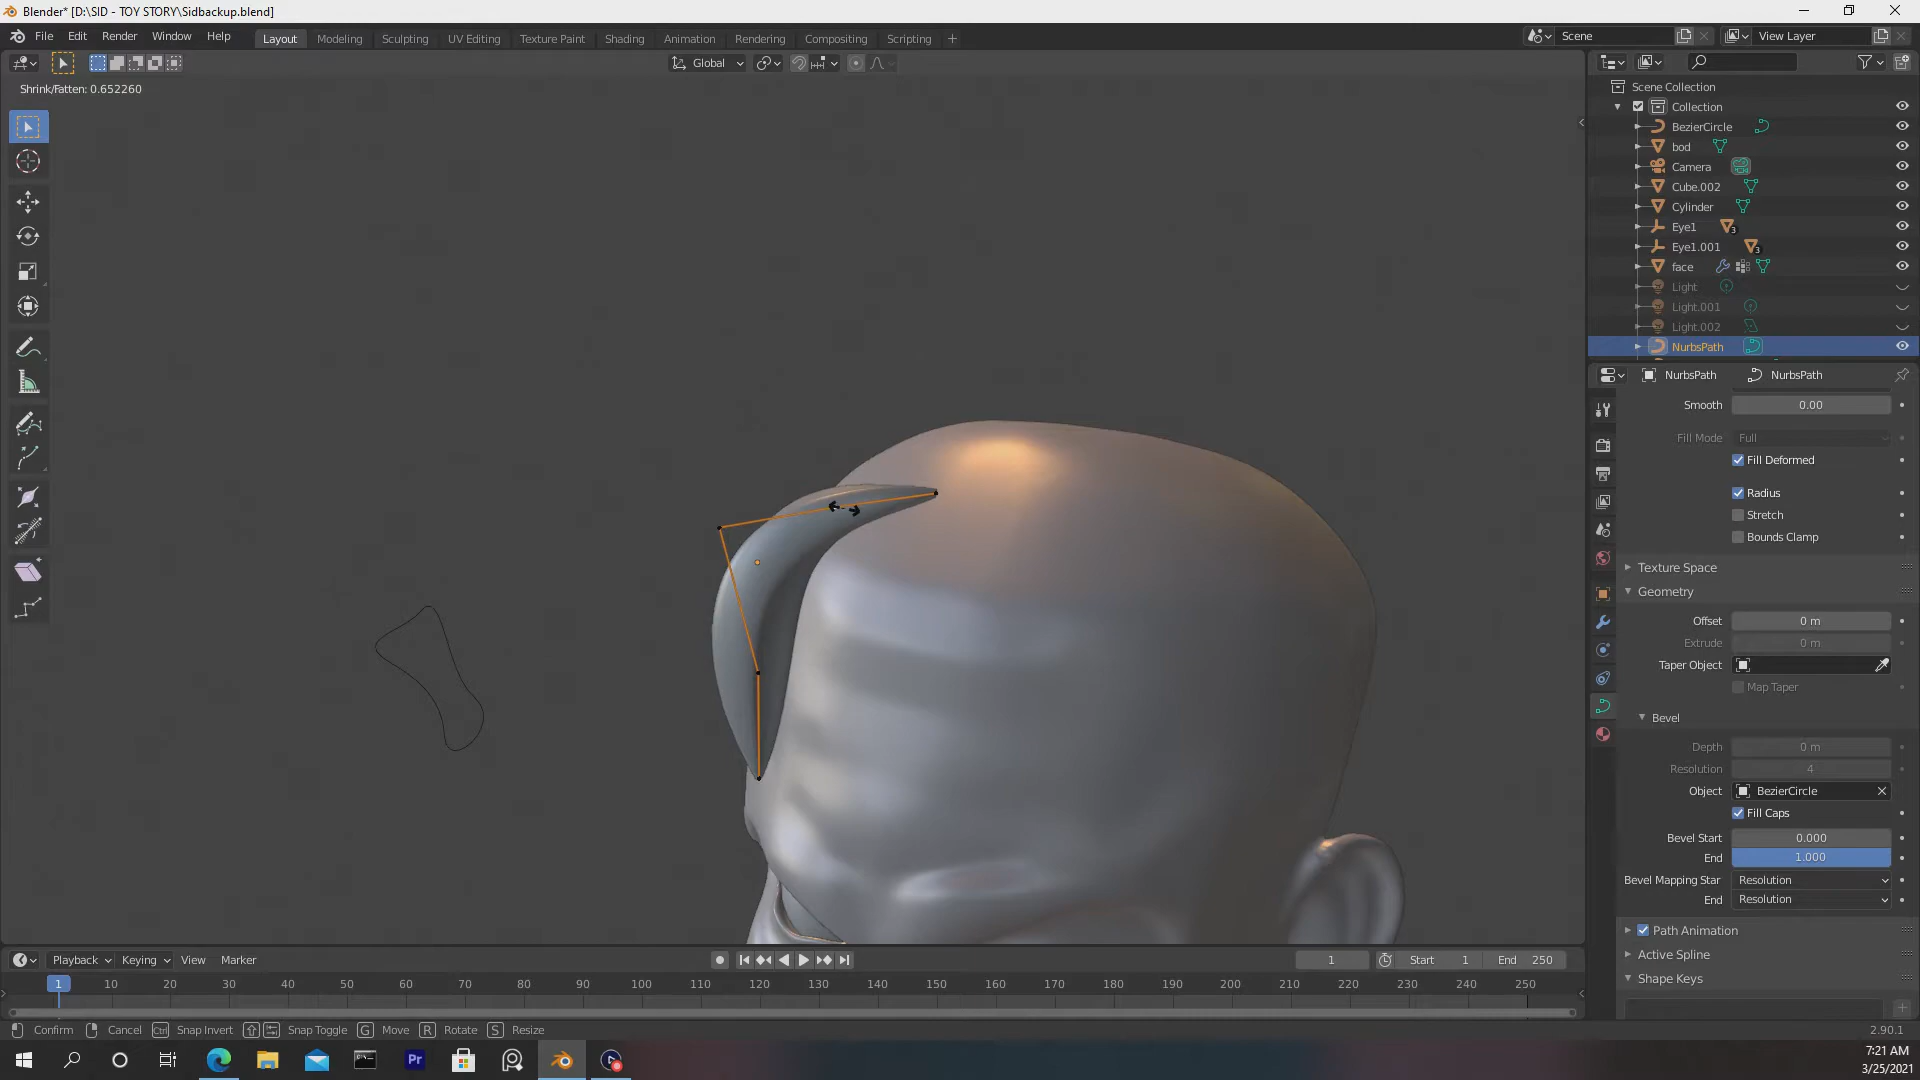 Blender* [D:\SID - TOY STORY\Sidbackup.blend]
File Edit Render Window Help
Layout Modeling Sculpting UV Editing Texture Paint Shading Animation Rendering Compositing Scripting
Scene View Layer
Global
Shrink/Fatten: 0.652260
Scene Collection
Collection
BezierCircle
bod
Camera
Cube.002
Cylinder
Eye1 3
Eye1.001 3
face
Light
Light.001
Light.002
NurbsPath
NurbsPath NurbsPath
Smooth 0.00
Fill Mode Full
Fill Deformed
Radius
Stretch
Bounds Clamp
Texture Space
Geometry
Offset 0 m
Extrude 0 m
Taper Object
Map Taper
Bevel
Depth 0 m
Resolution 4
Object BezierCircle
Fill Caps
Bevel Start 0.000
End 1.000
Bevel Mapping Star Resolution
End Resolution
Path Animation
Active Spline
Shape Keys
Playback Keying View Marker
1 Start 1 End 250
1 10 20 30 40 50 60 70 80 90 100 110 120 130 140 150 160 170 180 190 200 210 220 230 240 250
Confirm Cancel Ctrl Snap Invert Snap Toggle G Move R Rotate S Resize
2.90.1
Pr
7:21 AM
3/25/2021